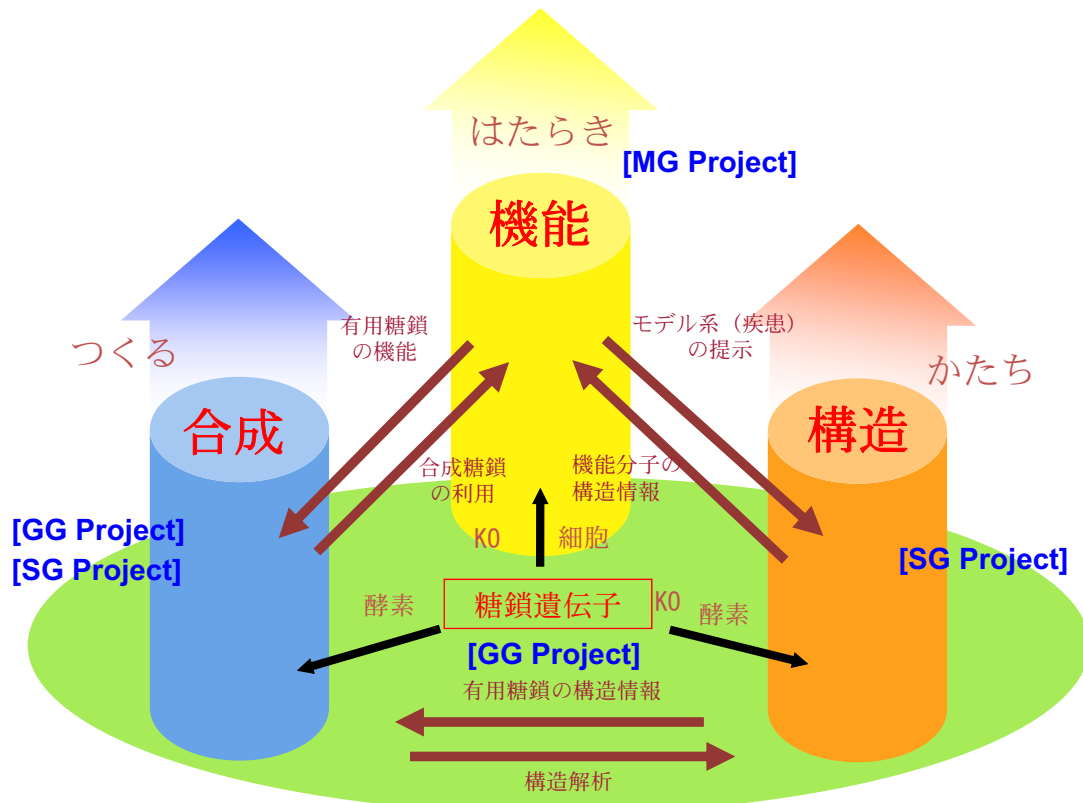 はたらき
[MG Project]
機能
つくる
有用糖鎖
の機能
モデル系（疾患）
の提示
かたち
合成
構造
合成糖鎖
の利用
機能分子の
構造情報
[GG Project]
[SG Project]
KO
細胞
[SG Project]
酵素
糖鎖遺伝子
KO
酵素
[GG Project]
有用糖鎖の構造情報
構造解析